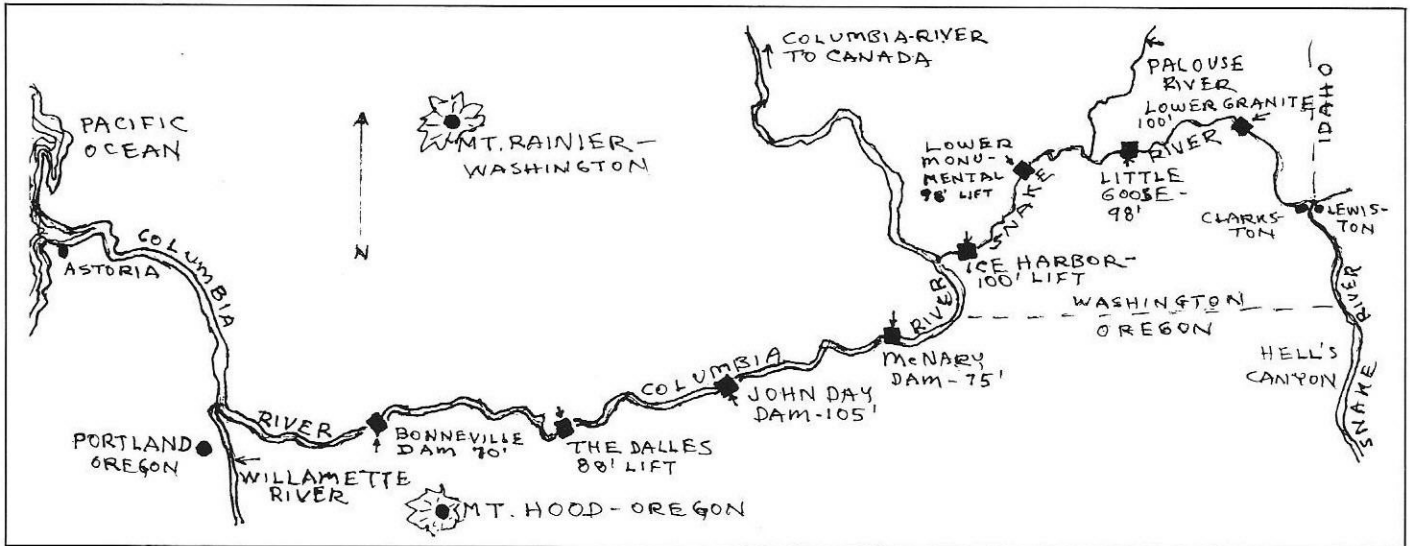 PACIFIC
OCEAN
ASTORIA
COLUMBIA
MT. RAINIER-
WASHINGTON
N
COLUMBIA-RIVER
TO CANADA
PALOUSE
RIVER
LOWER GRANITE
100'
IDAHO
LOWER
MONU-
MENTAL
98' LIFT
SNAKE
RIVER
LITTLE
GOOSE-
98'
CLARKS-
TON
LEWIS-
TON
ICE HARBOR-
100' LIFT
WASHINGTON
OREGON
RIVER
HELL'S
CANYON
SNAKE RIVER
COLUMBIA
RIVER
McNARY
DAM-75'
JOHN DAY
DAM-105'
THE DALLES
88' LIFT
BONNEVILLE
DAM 70'
RIVER
PORTLAND
OREGON
WILLAMETTE
RIVER
MT. HOOD-OREGON